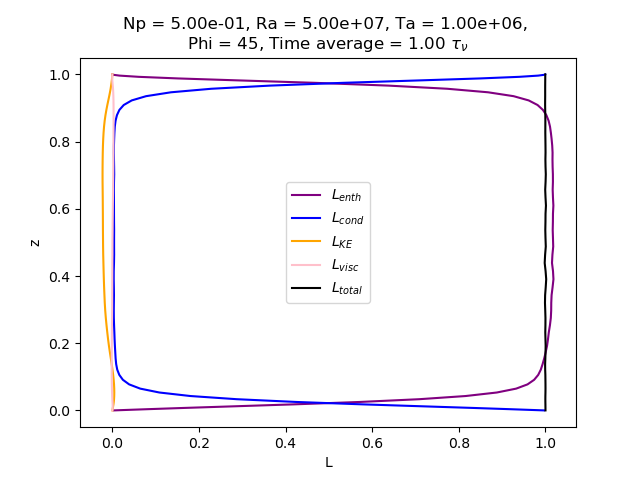 Np = 5.00e-01, Ra = 5.00e+07, Ta = 1.00e+06,
Phi = 45, Time average = 1.00 τ_ν
1.0
0.8
0.6
0.4
0.2
0.0
z
L_enth
L_cond
L_KE
L_visc
L_total
0.0 0.2 0.4 0.6 0.8 1.0
L